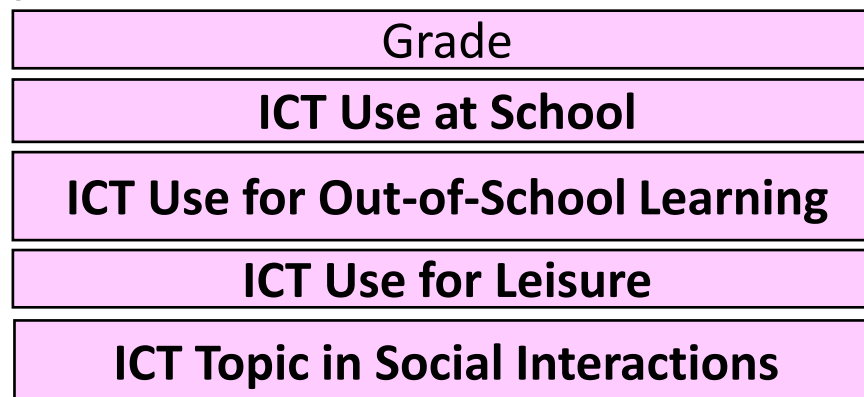 Grade
ICT Use at School
ICT Use for Out-of-School Learning
ICT Use for Leisure
ICT Topic in Social Interactions